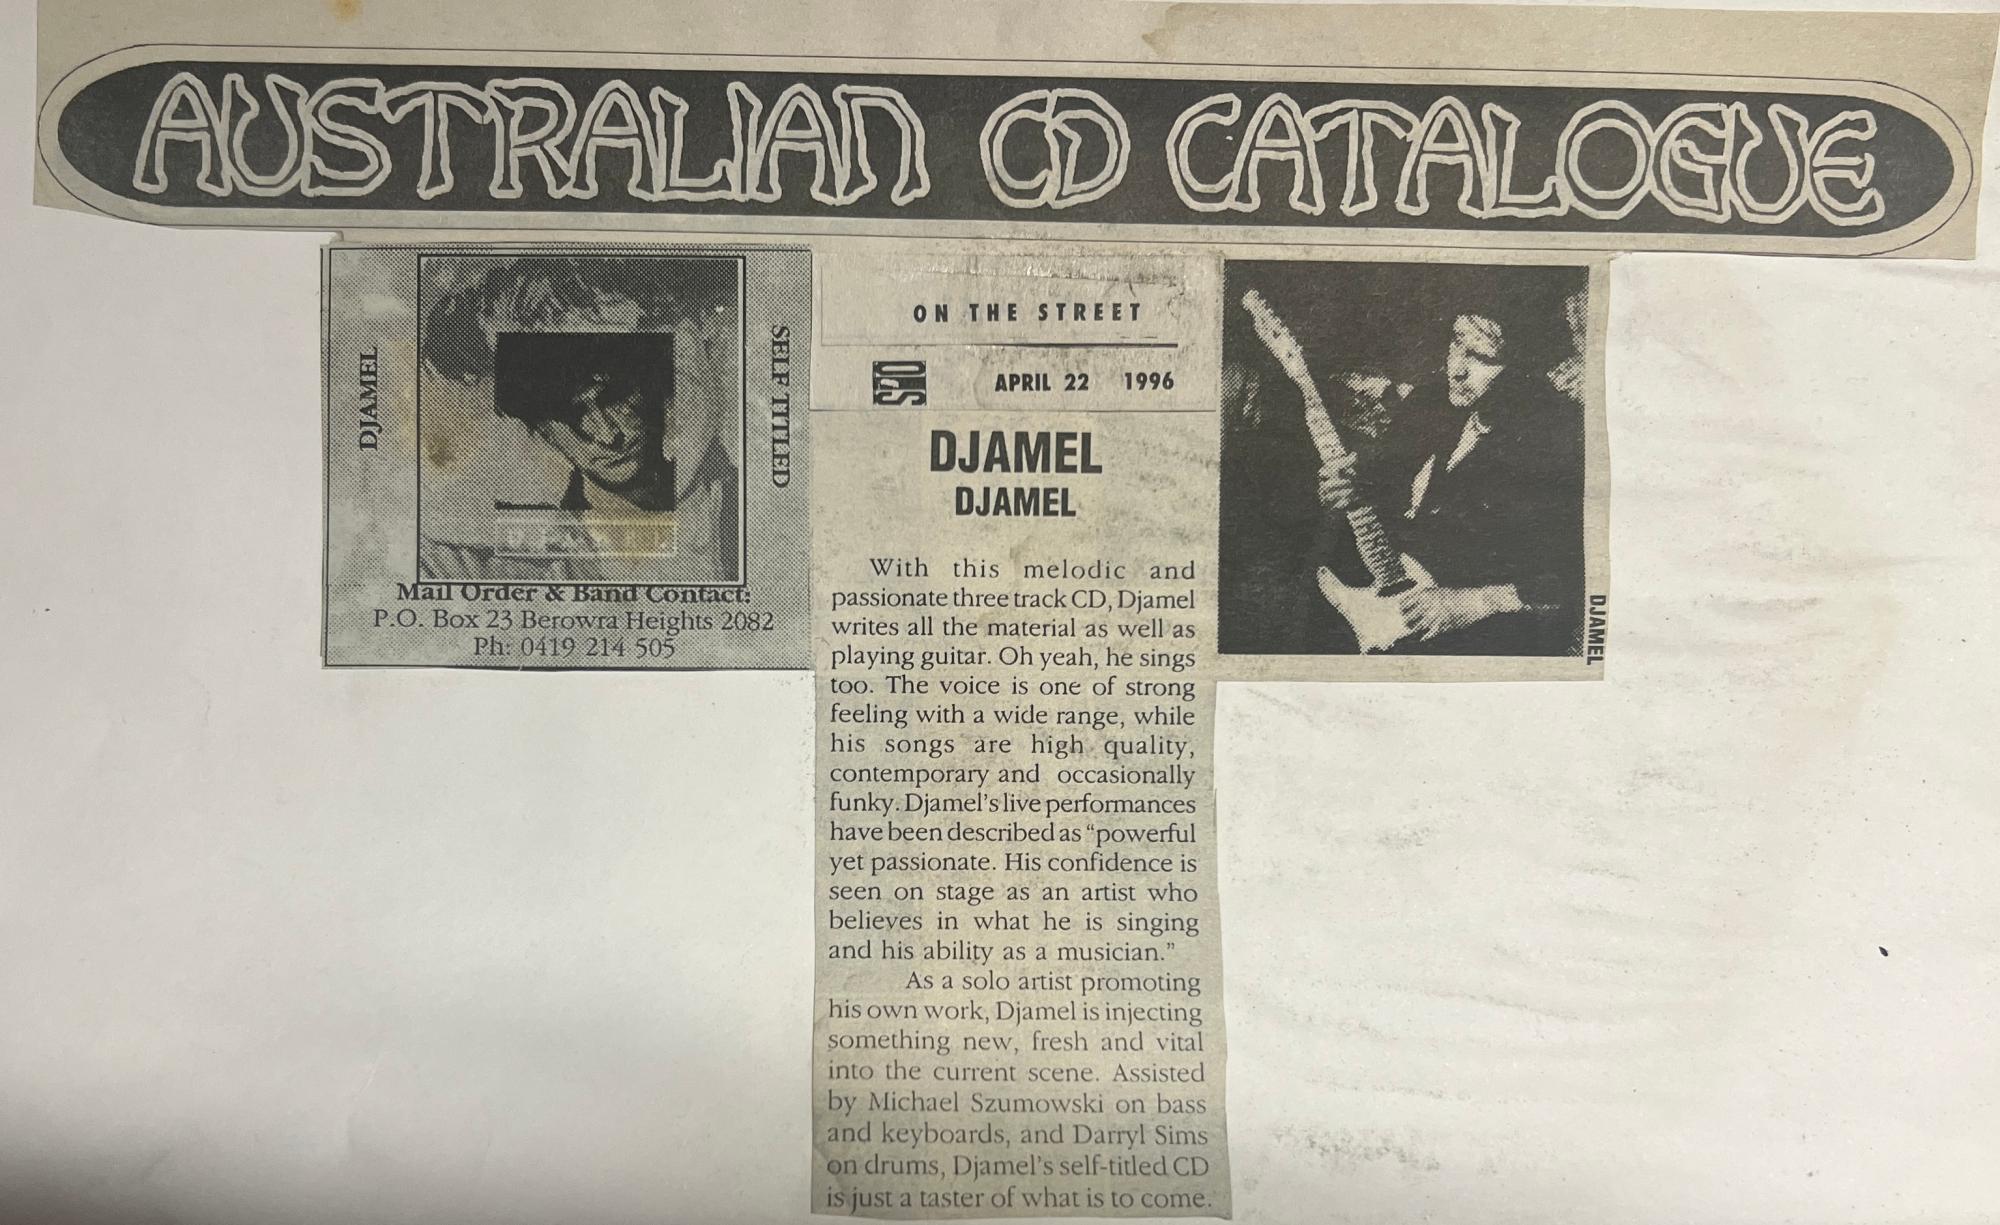 AUSTRALIAN CD CATALOGUE
DJAMEL
SELF TITLED
Mail Order & Band Contact:
P.O. Box 23 Berowra Heights 2082
Ph: 0419 214 505
ON THE STREET
APRIL 22 1996
DJAMEL
DJAMEL
With this melodic and
passionate three track CD, Djamel
writes all the material as well as
playing guitar. Oh yeah, he sings
too. The voice is one of strong
feeling with a wide range, while
his songs are high quality,
contemporary and occasionally
funky. Djamel's live performances
have been described as “powerful
yet passionate. His confidence is
seen on stage as an artist who
believes in what he is singing
and his ability as a musician.”
As a solo artist promoting
his own work, Djamel is injecting
something new, fresh and vital
into the current scene. Assisted
by Michael Szumowski on bass
and keyboards, and Darryl Sims
on drums, Djamel's self-titled CD
is just a taster of what is to come.
DJAMEL